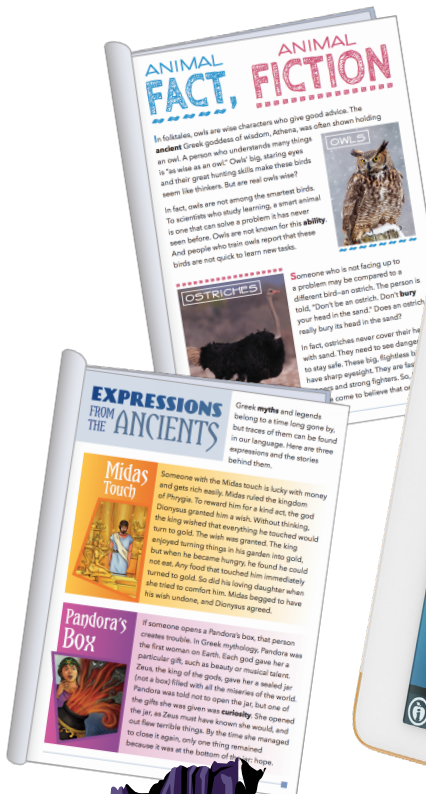 ANIMAL
FACT,
ANIMAL
FICTION
In folktales, owls are wise characters who give good advice. The
ancient Greek goddess of wisdom, Athena, was often shown holding
an owl. A person who understands many things
is "as wise as an owl." Owls' big, staring eyes
and their great hunting skills make these birds
seem like thinkers. But are real owls wise?
In fact, owls are not among the smartest birds.
To scientists who study learning, a smart animal
is one that can solve a problem it has never
seen before. Owls are not known for this ability.
And people who train owls report that these
birds are not quick to learn new tasks.
OWLS
OSTRICHES
Someone who is not facing up to
a problem may be compared to a
different bird—an ostrich. The person is
told, "Don't be an ostrich. Don't bury
your head in the sand." Does an ostrich
really bury its head in the sand?
In fact, ostriches never cover their
with sand. They need to see
to stay safe. These big, flightless
have sharp eyesight. They are
and strong fighters. So,
come to believe that
EXPRESSIONS
FROM THE ANCIENTS
Greek myths and legends
belong to a time long gone by,
but traces of them can be found
in our language. Here are three
expressions and the stories
behind them.
Midas
Touch
Someone with the Midas touch is lucky with money
and gets rich easily. Midas ruled the kingdom
of Phrygia. To reward him for a kind act, the god
Dionysus granted him a wish. Without thinking,
the king wished that everything he touched would
turn to gold. The wish was granted. The king
enjoyed turning things in his garden into gold,
but when he became hungry, he found he could
not eat. Any food that touched him immediately
turned to gold. So did his loving daughter when
she tried to comfort him. Midas begged to have
his wish undone, and Dionysus agreed.
Pandora's
Box
If someone opens a Pandora's box, that person
creates trouble. In Greek mythology, Pandora was
the first woman on Earth. Each god gave her a
particular gift, such as beauty or musical talent.
Zeus, the king of the gods, gave her a sealed jar
(not a box) filled with all the miseries of the world.
Pandora was told not to open the jar, but one of
the gifts she was given was curiosity. She opened
the jar, as Zeus must have known she would, and
out flew terrible things. By the time she managed
to close it again, only one thing remained
because it was at the bottom of the jar: hope.